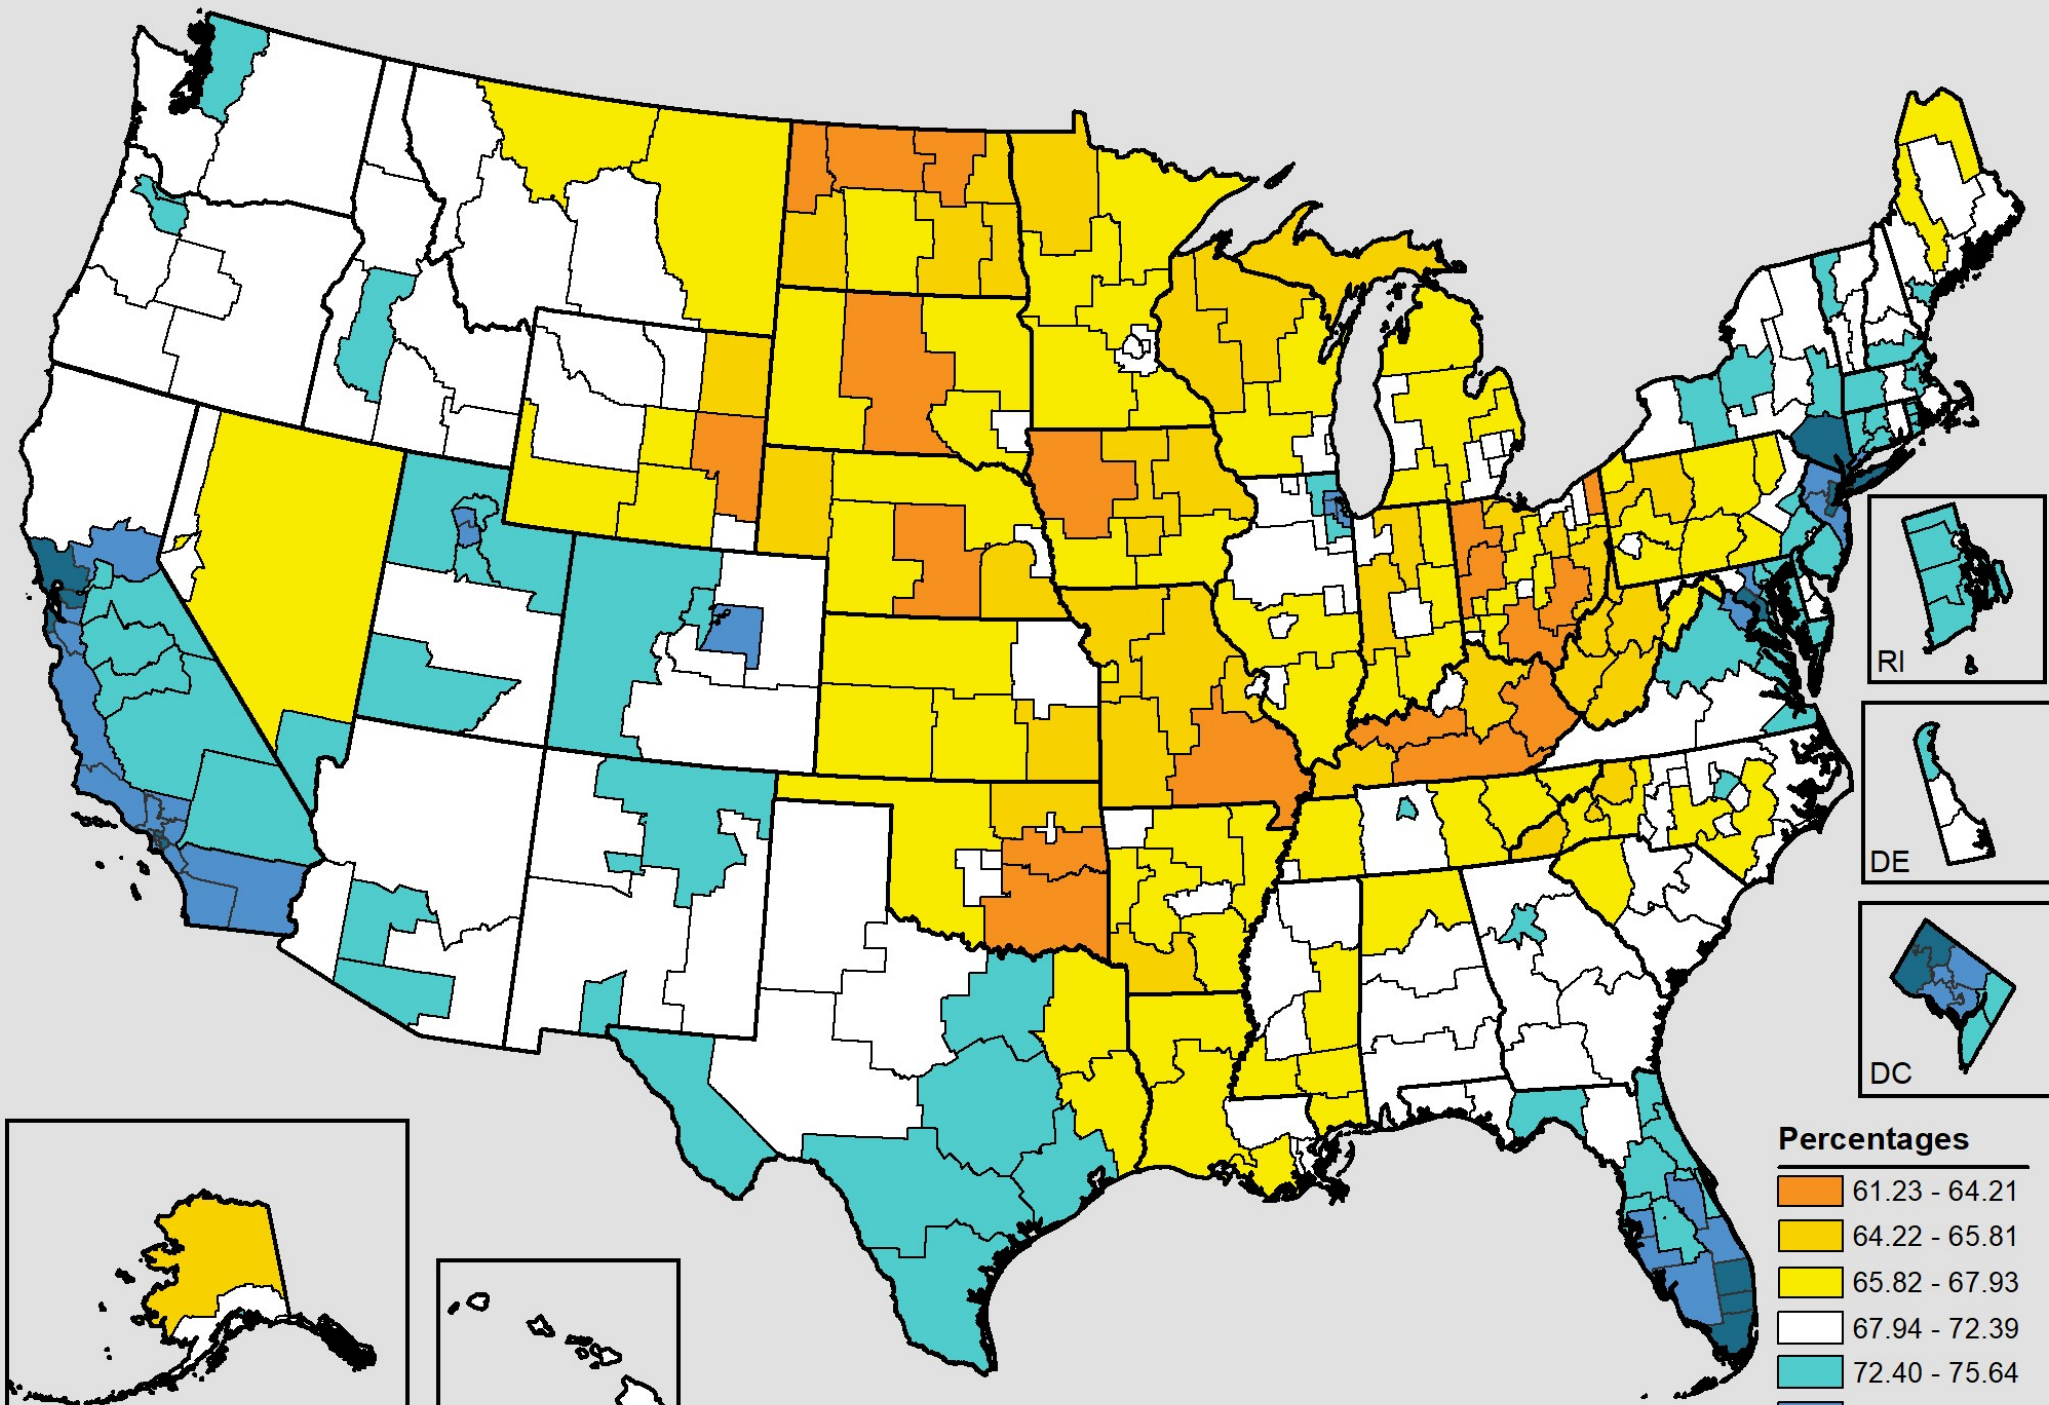 RI
DE
DC
Percentages
61.23 - 64.21
64.22 - 65.81
65.82 - 67.93
67.94 - 72.39
72.40 - 75.64